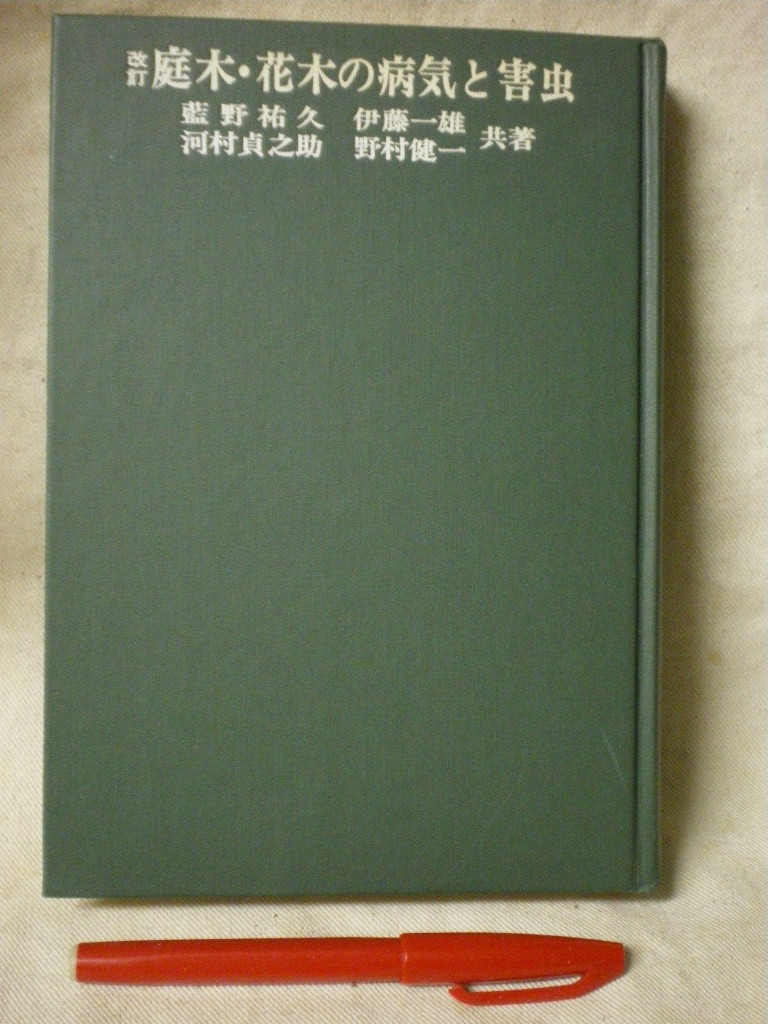 改訂 庭木・花木の病気と害虫
藍野祐久 伊藤一雄
河村貞之助 野村健一 共著